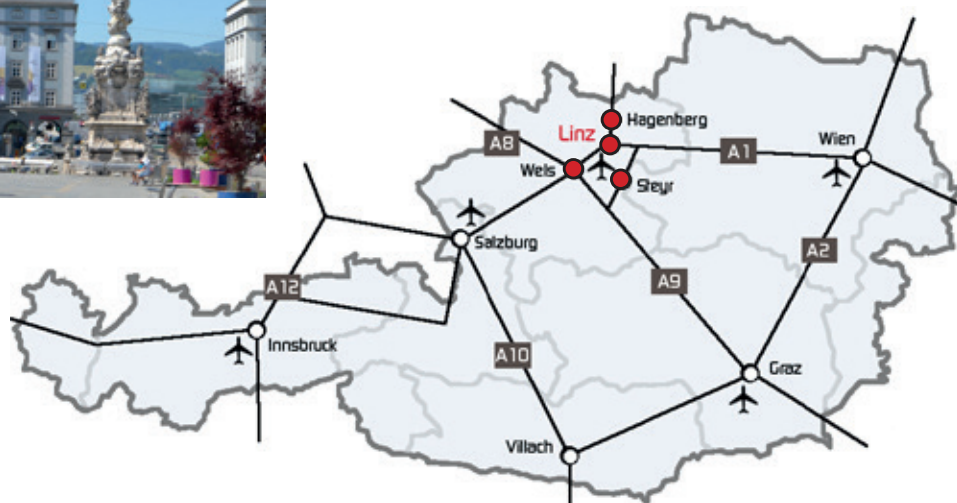 Hagenberg
Linz
A8
A1
Wien
Wels
Steyr
Salzburg
A2
A9
A12
Innsbruck
A10
Graz
Villach